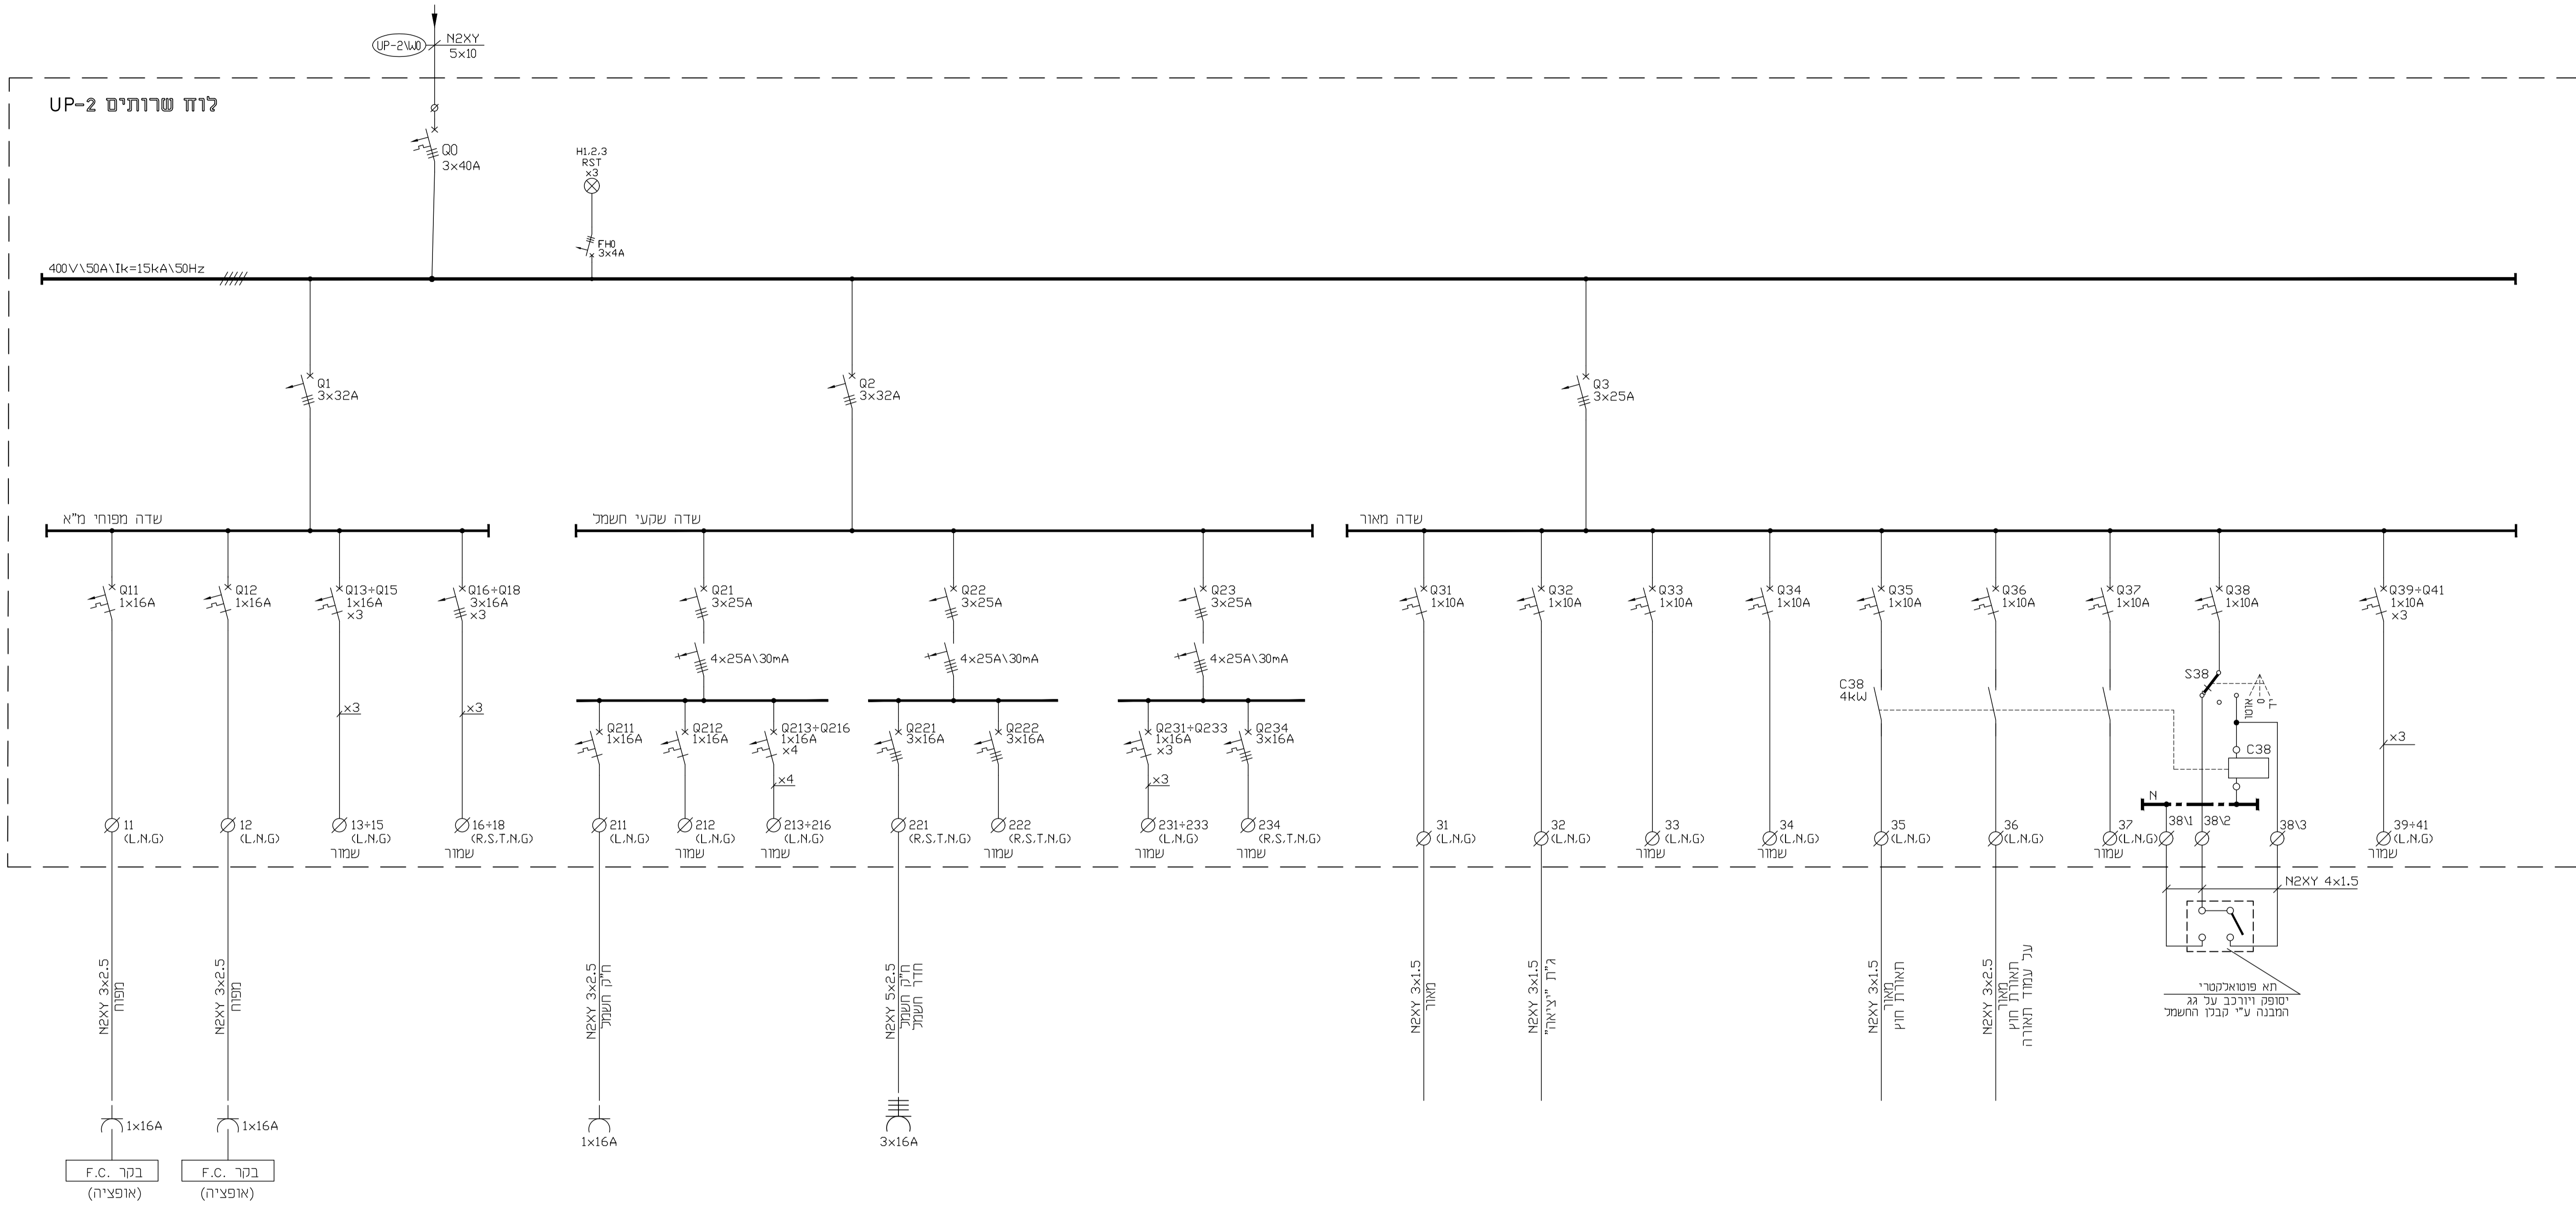 UP-2\W0
N2XY
5x10
לוח שרותים UP-2
Q0
3x40A
H1,2,3
RST
x3
FH0
3x4A
400V\50A\Ik=15kA\50Hz
Q1
3x32A
Q2
3x32A
Q3
3x25A
שדה מפוחי מ"א
שדה שקעי חשמל
שדה מאור
Q11
1x16A
Q12
1x16A
Q13÷Q15
1x16A
x3
Q16÷Q18
3x16A
x3
Q21
3x25A
Q22
3x25A
Q23
3x25A
Q31
1x10A
Q32
1x10A
Q33
1x10A
Q34
1x10A
Q35
1x10A
Q36
1x10A
Q37
1x10A
Q38
1x10A
Q39÷Q41
1x10A
x3
4x25A\30mA
4x25A\30mA
4x25A\30mA
x3
x3
Q211
1x16A
Q212
1x16A
Q213÷Q216
1x16A
x4
x4
Q221
3x16A
Q222
3x16A
Q231÷Q233
1x16A
x3
x3
Q234
3x16A
C38
4kW
S38
אוטו
0
יד
C38
N
x3
11
(L,N,G)
12
(L,N,G)
13÷15
(L,N,G)
שמור
16÷18
(R,S,T,N,G)
שמור
211
(L,N,G)
212
(L,N,G)
שמור
213÷216
(L,N,G)
שמור
221
(R,S,T,N,G)
222
(R,S,T,N,G)
שמור
231÷233
(L,N,G)
שמור
234
(R,S,T,N,G)
שמור
31
(L,N,G)
32
(L,N,G)
33
(L,N,G)
שמור
34
(L,N,G)
שמור
35
(L,N,G)
36
(L,N,G)
37
(L,N,G)
שמור
38\1
38\2
38\3
39÷41
(L,N,G)
שמור
N2XY 4x1.5
N2XY 3x2.5
מפוח
N2XY 3x2.5
מפוח
N2XY 3x2.5
ח"ק חשמל
N2XY 5x2.5
ח"ק חשמל
חדר חשמל
N2XY 3x1.5
מאור
N2XY 3x1.5
ג"ת "יציאה"
N2XY 3x1.5
מאור
תאורת חוץ
N2XY 3x2.5
מאור
תאורת חוץ
על עמוד תאורה
תא פוטואלקטרי
יסופק ויורכב על גג
המבנה ע"י קבלן החשמל
1x16A
1x16A
1x16A
3x16A
בקר F.C.
(אופציה)
בקר F.C.
(אופציה)